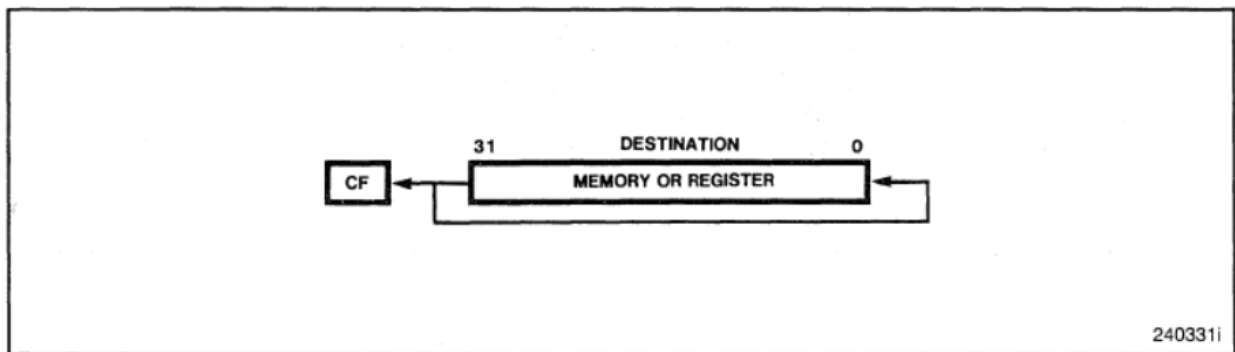 31 DESTINATION 0
CF MEMORY OR REGISTER
240331i